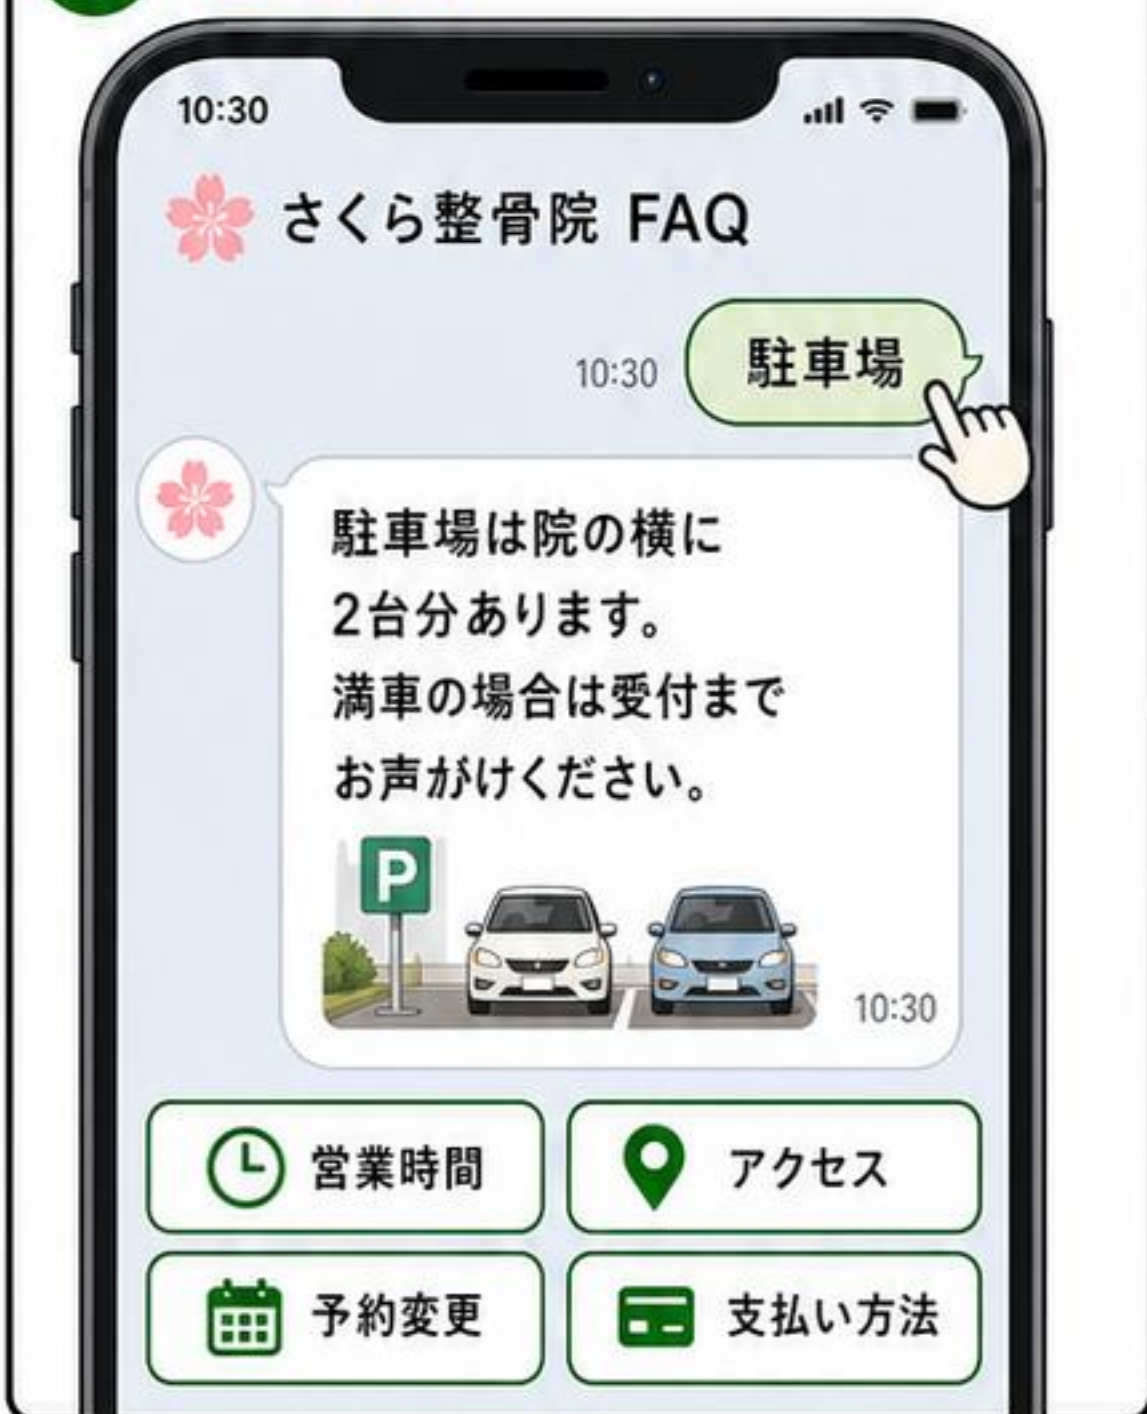 10:30
さくら整骨院 FAQ
10:30
駐車場
駐車場は院の横に
2台分あります。
満車の場合は受付まで
お声がけください。
P
10:30
営業時間
アクセス
予約変更
支払い方法